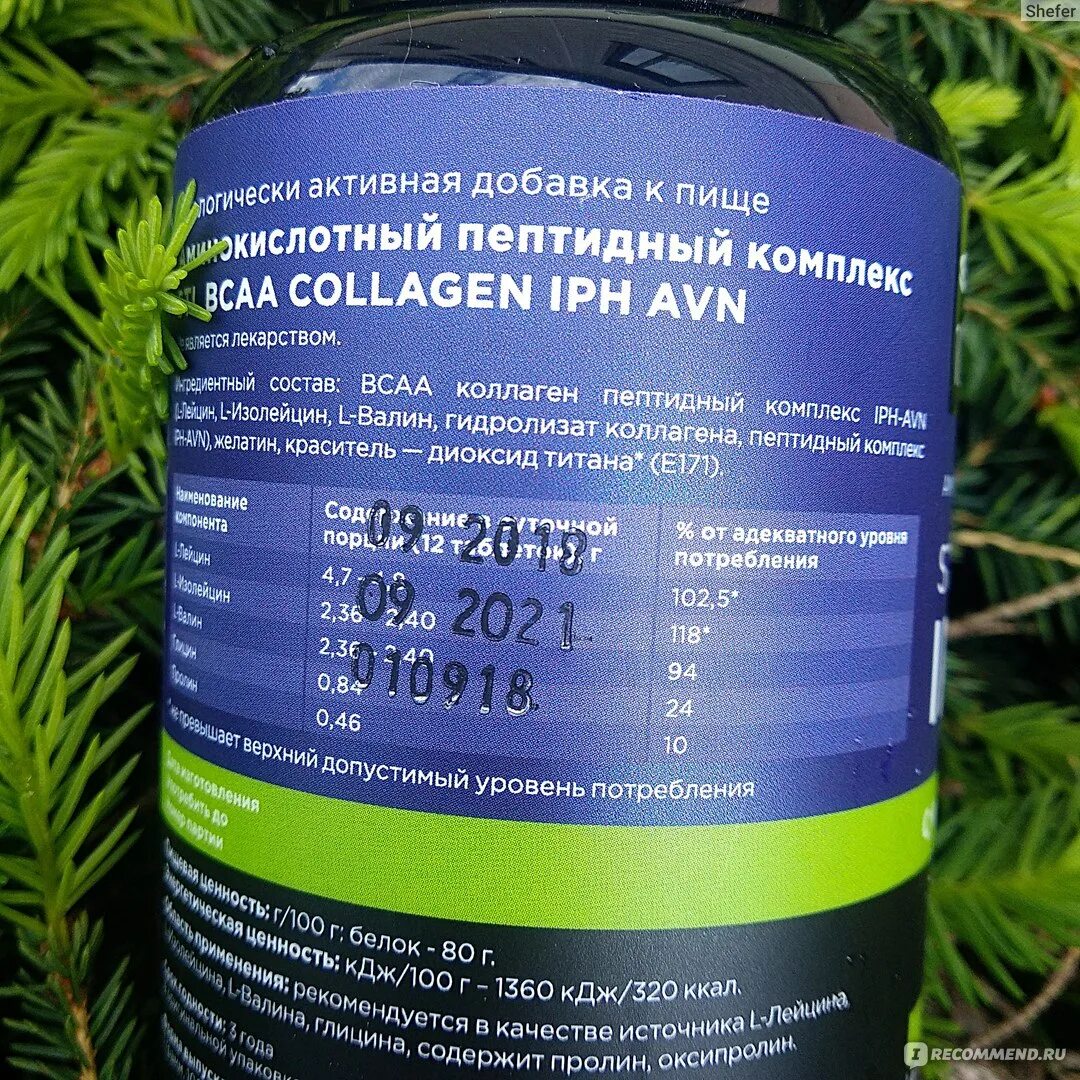 Shefer
логически активная добавка к пище
Аминокислотный пептидный комплекс
BCAA COLLAGEN IPH AVN
является лекарством.
Ингредиентный состав: BCAA коллаген пептидный комплекс IPH-AVN
(L-Лейцин, L-Изолейцин, L-Валин, гидролизат коллагена, пептидный комплекс
IPH-AVN), желатин, краситель — диоксид титана* (E171).
Наименование компонента
Содержание в суточной порции (12 таблеток), г
% от адекватного уровня потребления
L-Лейцин 4,7 - 4,8 102,5*
L-Изолейцин 2,36 - 2,40 118*
L-Валин 2,36 - 2,40 94
Глицин 0,84 24
Пролин 0,46 10
09 2018
09 2021
010918
*не превышает верхний допустимый уровень потребления
Дата изготовления
Употребить до
Номер партии
Пищевая ценность: г/100 г: белок - 80 г.
Энергетическая ценность: кДж/100 г – 1360 кДж/320 ккал.
Область применения: рекомендуется в качестве источника L-Лейцина,
L-Изолейцина, L-Валина, глицина, содержит пролин, оксипролин.
годности: 3 года
упаковке
IRECOMMEND.RU